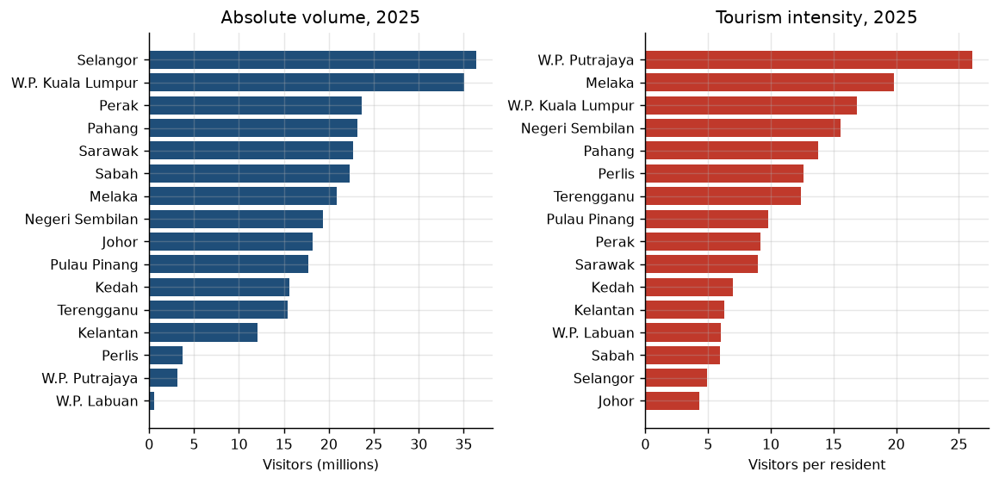 Absolute volume, 2025
Selangor
W.P. Kuala Lumpur
Perak
Pahang
Sarawak
Sabah
Melaka
Negeri Sembilan
Johor
Pulau Pinang
Kedah
Terengganu
Kelantan
Perlis
W.P. Putrajaya
W.P. Labuan
0 5 10 15 20 25 30 35
Visitors (millions)
Tourism intensity, 2025
W.P. Putrajaya
Melaka
W.P. Kuala Lumpur
Negeri Sembilan
Pahang
Perlis
Terengganu
Pulau Pinang
Perak
Sarawak
Kedah
Kelantan
W.P. Labuan
Sabah
Selangor
Johor
0 5 10 15 20 25
Visitors per resident